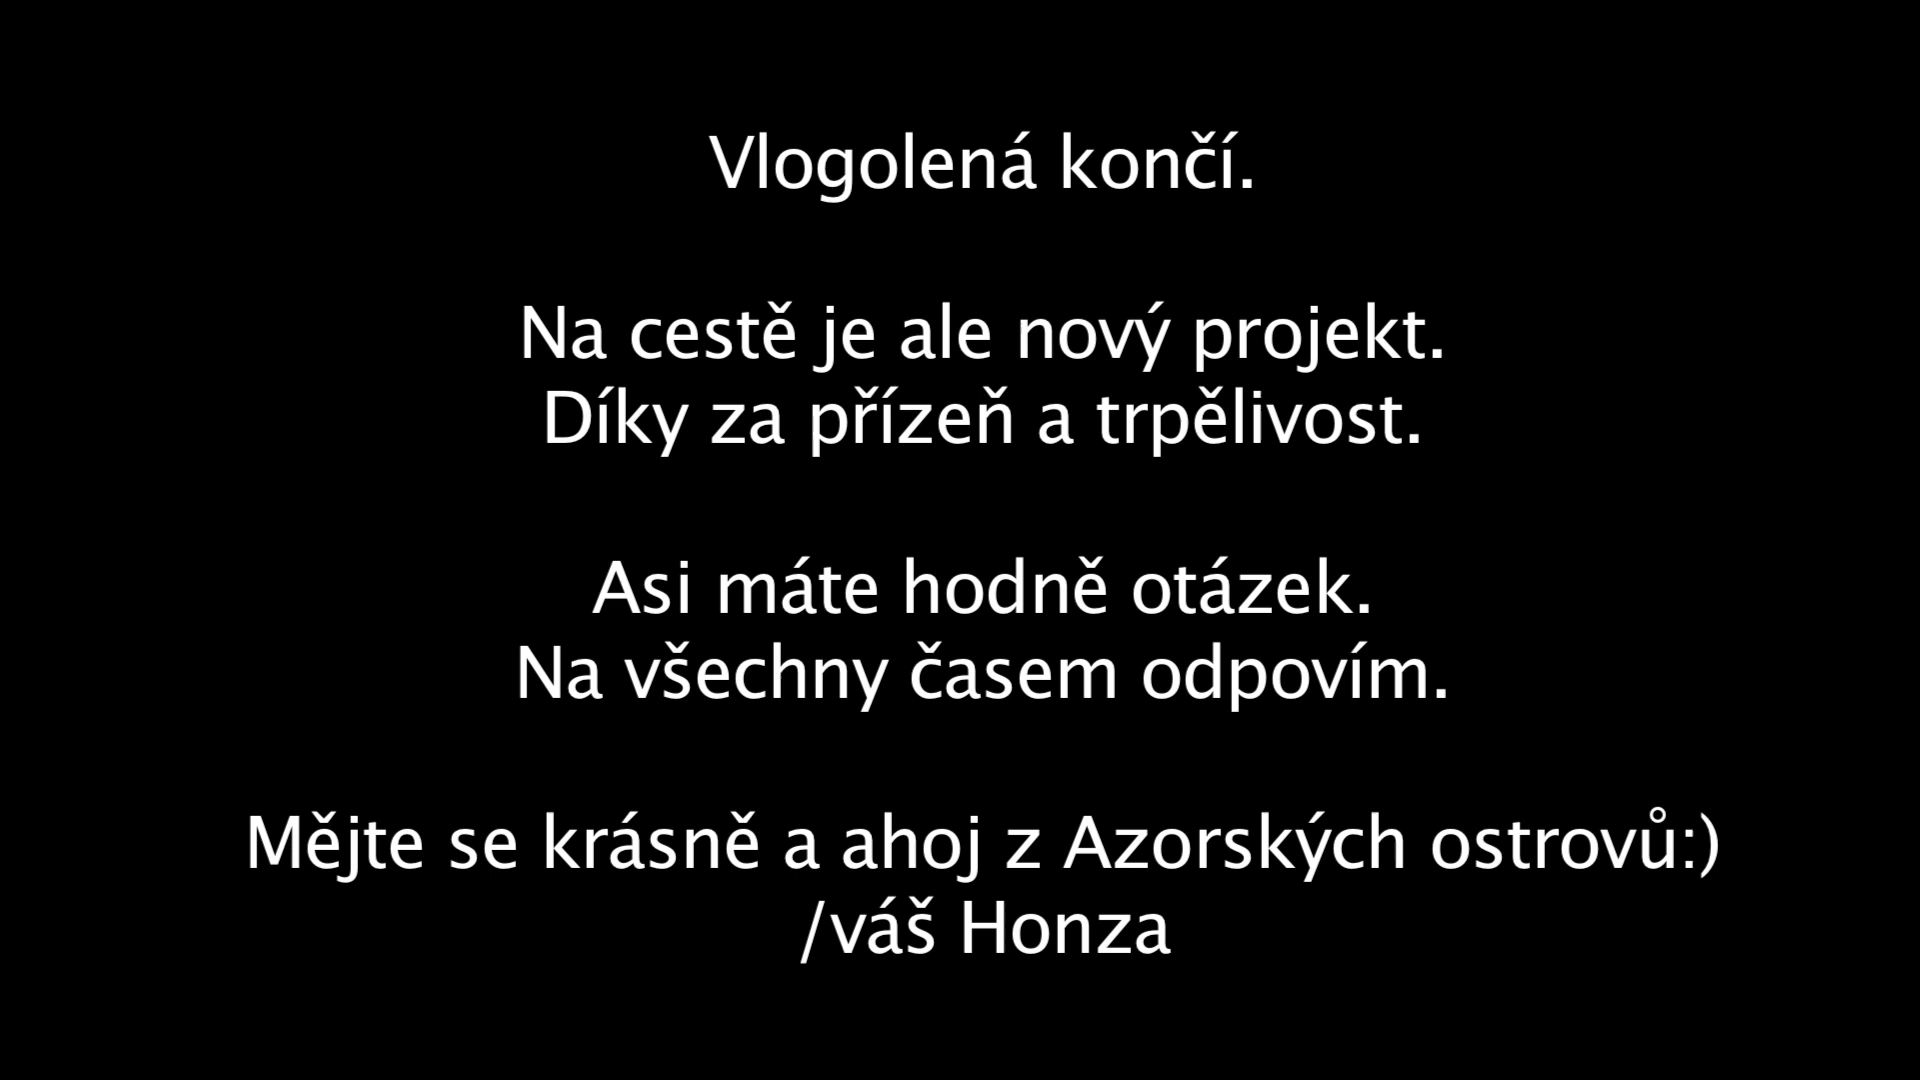 Vlogolená končí.
Na cestě je ale nový projekt.
Díky za přízeň a trpělivost.
Asi máte hodně otázek.
Na všechny časem odpovím.
Mějte se krásně a ahoj z Azorských ostrovů:)
/váš Honza